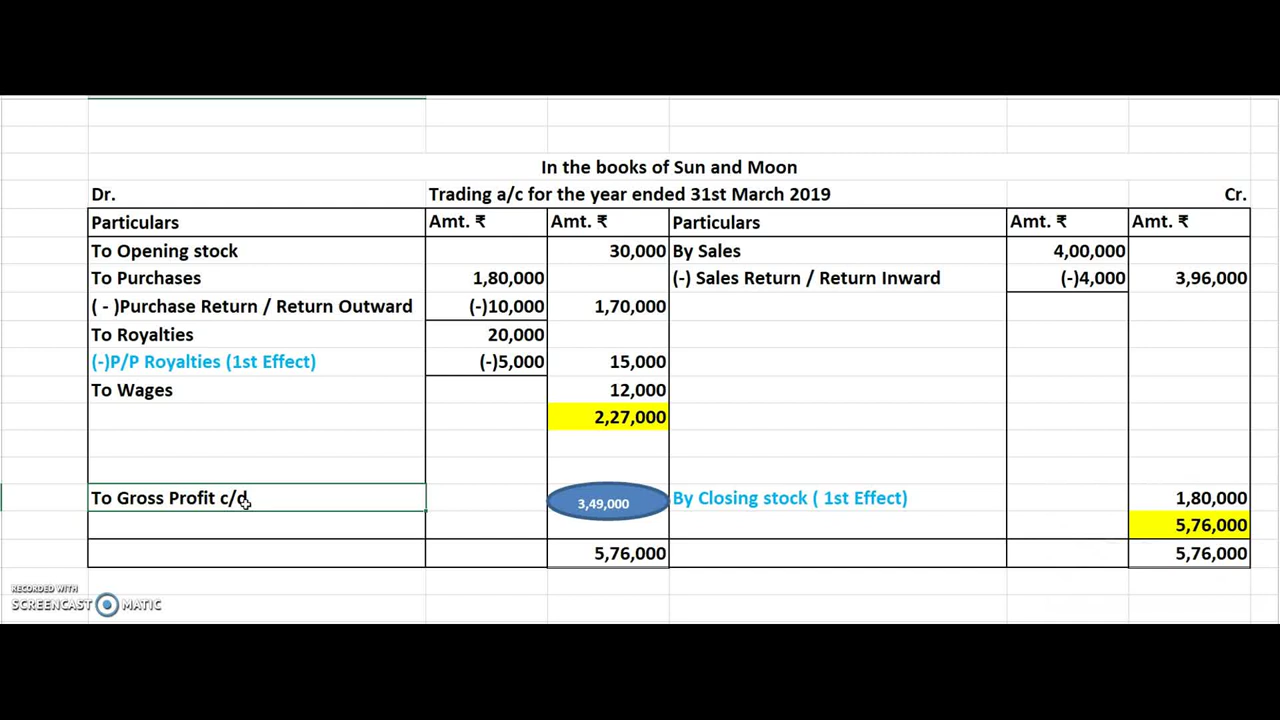 In the books of Sun and Moon
Dr. Trading a/c for the year ended 31st March 2019 Cr.
Particulars Amt. ₹ Amt. ₹ Particulars Amt. ₹ Amt. ₹
To Opening stock 30,000 By Sales 4,00,000
To Purchases 1,80,000 (-) Sales Return / Return Inward (-)4,000 3,96,000
( - )Purchase Return / Return Outward (-)10,000 1,70,000
To Royalties 20,000
(-)P/P Royalties (1st Effect) (-)5,000 15,000
To Wages 12,000
2,27,000
To Gross Profit c/d 3,49,000 By Closing stock ( 1st Effect) 1,80,000
5,76,000
5,76,000 5,76,000
RECORDED WITH
SCREENCAST MATIC